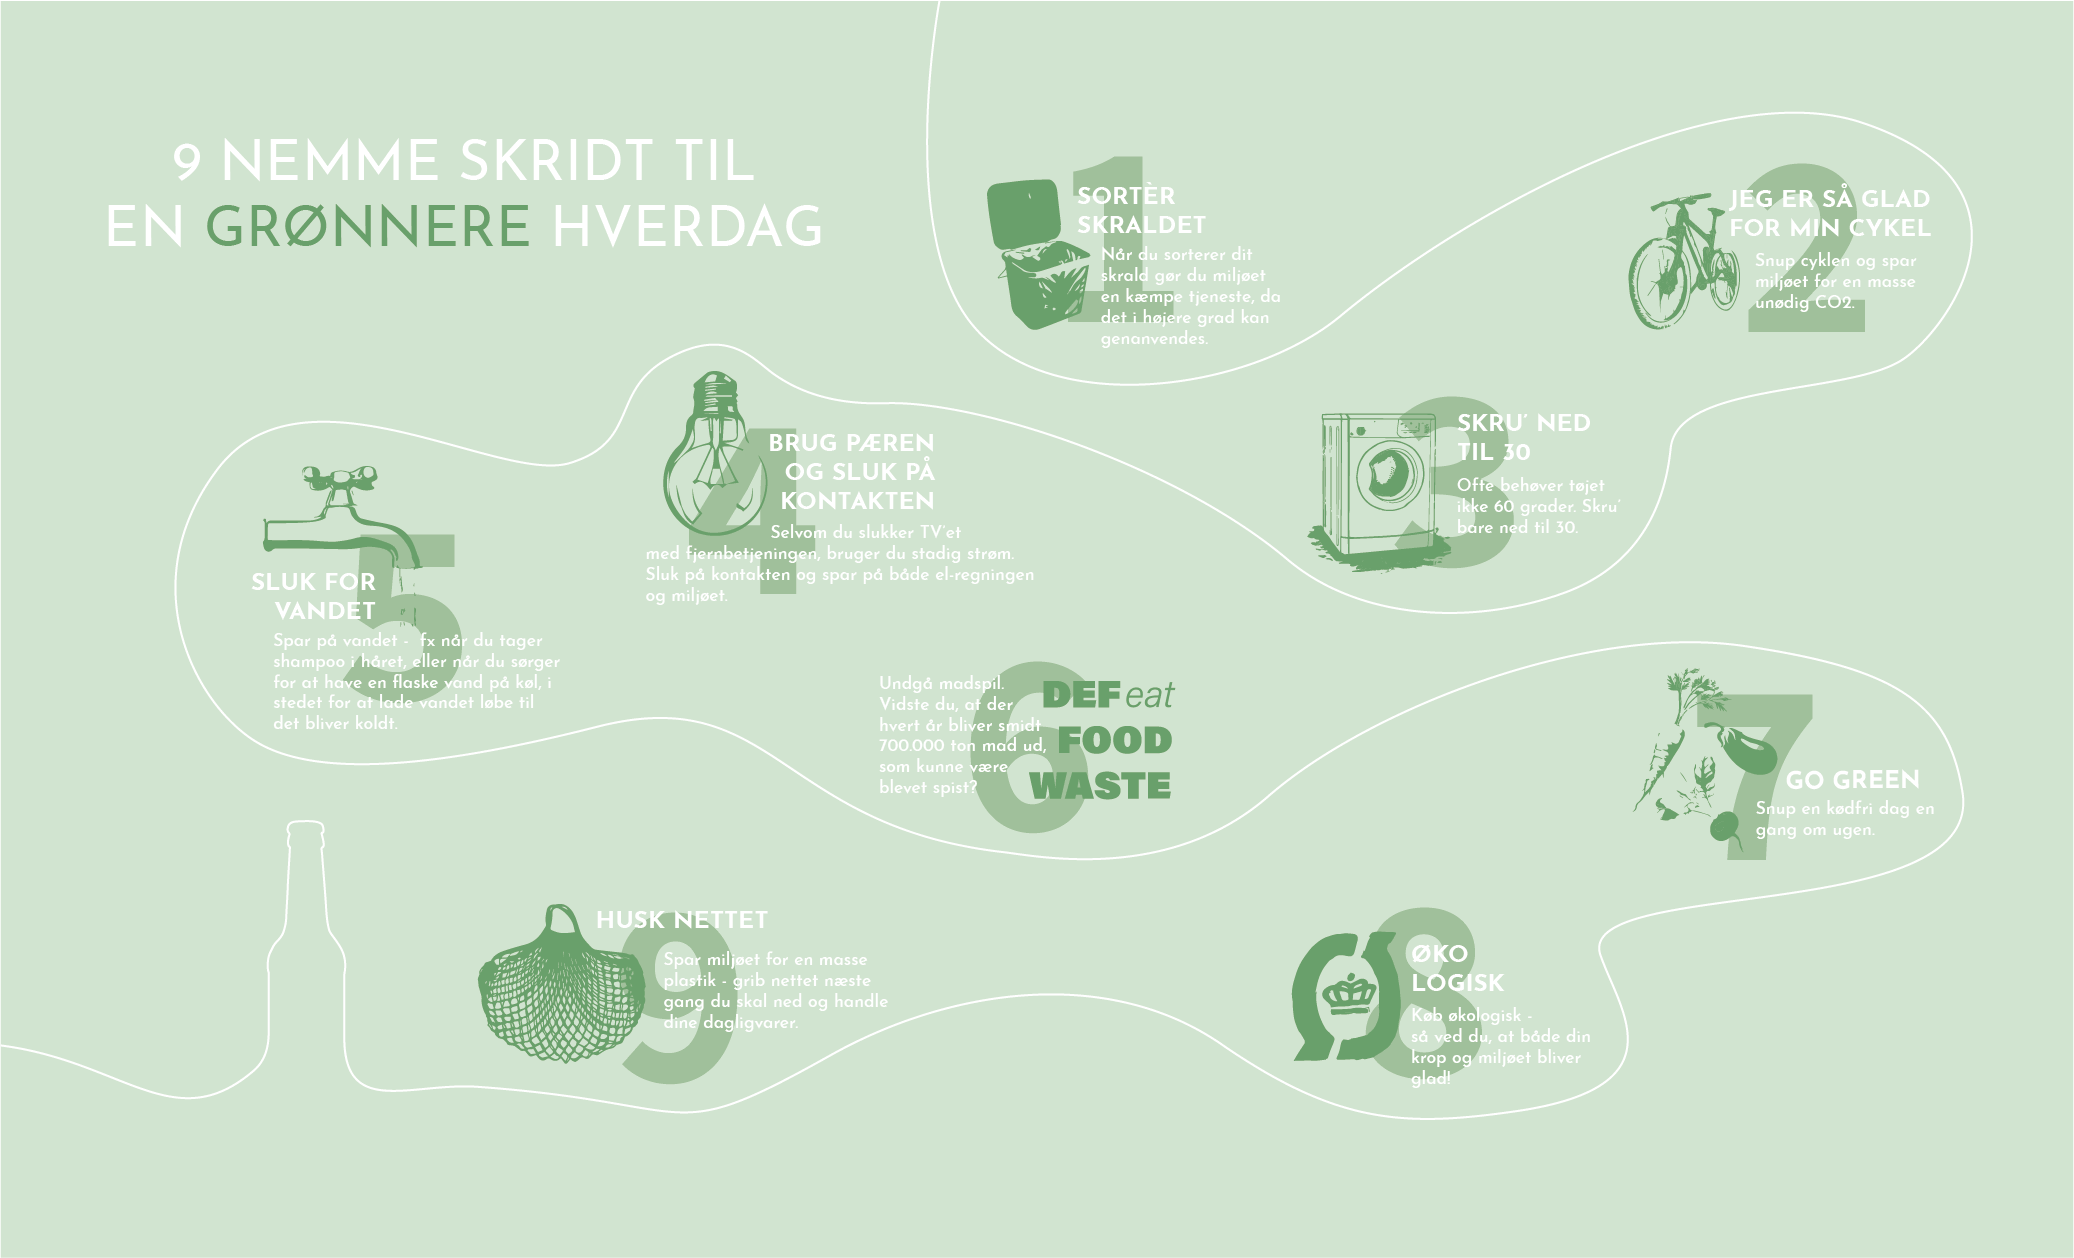 9 NEMME SKRIDT TIL
EN GRØNNERE HVERDAG
1
SORTÈR
SKRALDET
Når du sorterer dit
skrald gør du miljøet
en kæmpe tjeneste, da
det i højere grad kan
genanvendes.
2
JEG ER SÅ GLAD
FOR MIN CYKEL
Snup cyklen og spar
miljøet for en masse
unødig CO2.
3
SKRU´ NED
TIL 30
Offe behøver tøjet
ikke 60 grader. Skru’
bare ned til 30.
4
BRUG PÆREN
OG SLUK PÅ
KONTAKTEN
Selvom du slukker TV’et
med fjernbetjeningen, bruger du stadig strøm.
Sluk på kontakten og spar på både el-regningen
og miljøet.
5
SLUK FOR
VANDET
Spar på vandet - fx når du tager
shampoo i håret, eller når du sørger
for at have en flaske vand på køl, i
stedet for at lade vandet løbe til
det bliver koldt.
6
Undgå madspil.
Vidste du, at der
hvert år bliver smidt
700.000 ton mad ud,
som kunne være
blevet spist?
DEFeat
FOOD
WASTE
7
GO GREEN
Snup en kødfri dag en
gang om ugen.
8
ØKO
LOGISK
Køb økologisk -
så ved du, at både din
krop og miljøet bliver
glad!
9
HUSK NETTET
Spar miljøet for en masse
plastik - grib nettet næste
gang du skal ned og handle
dine dagligvarer.